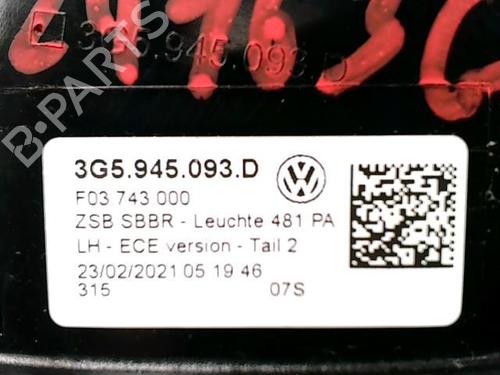 3G5.945.093.D
B-PARTS
3G5.945.093.D
F03 743 000
ZSB SBBR - Leuchte 481 PA
LH - ECE version - Tail 2
23/02/2021 05 19 46
315 07S